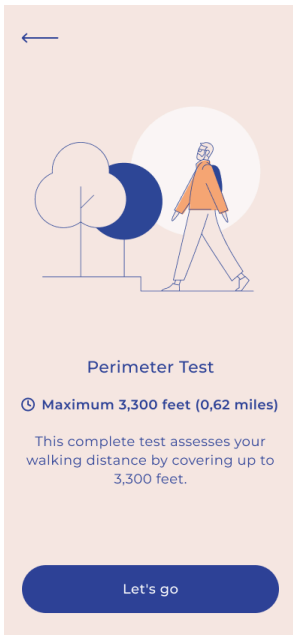 Perimeter Test
Maximum 3,300 feet (0,62 miles)
This complete test assesses your
walking distance by covering up to
3,300 feet.
Let's go